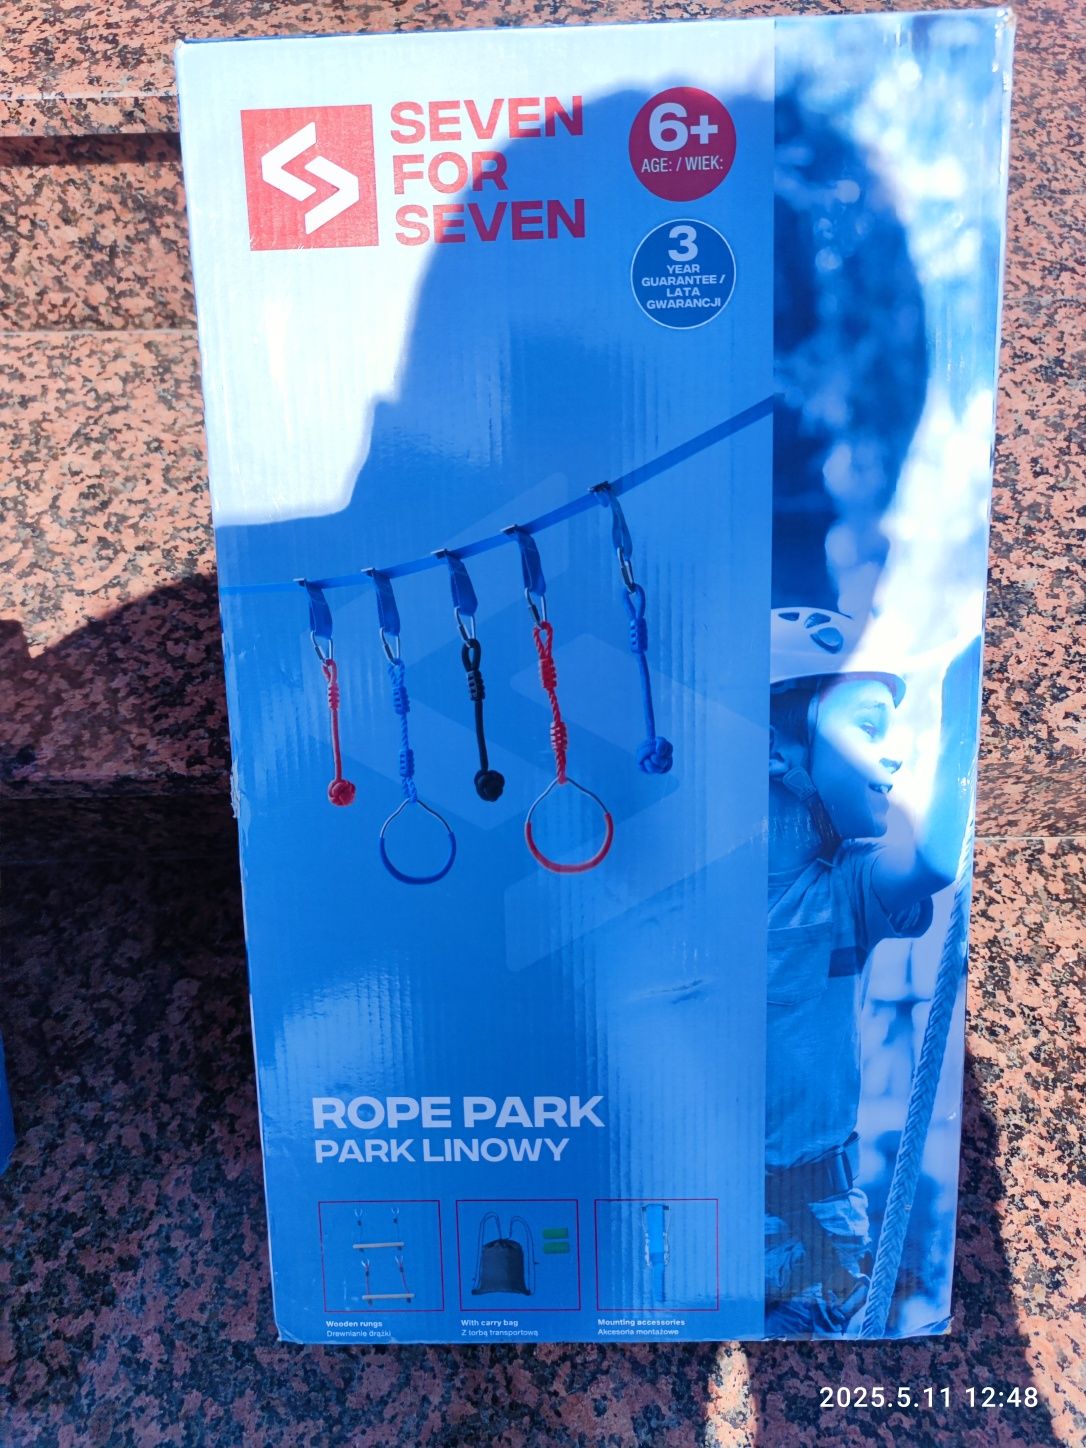 SEVEN
FOR
SEVEN
6+
AGE: / WIEK:
3
YEAR
GUARANTEE /
LATA
GWARANCJI
ROPE PARK
PARK LINOWY
Wooden rungs
Drewniane drążki
With carry bag
Z torbą transportową
Mounting accessories
Akcesoria montażowe
2025.5.11 12:48